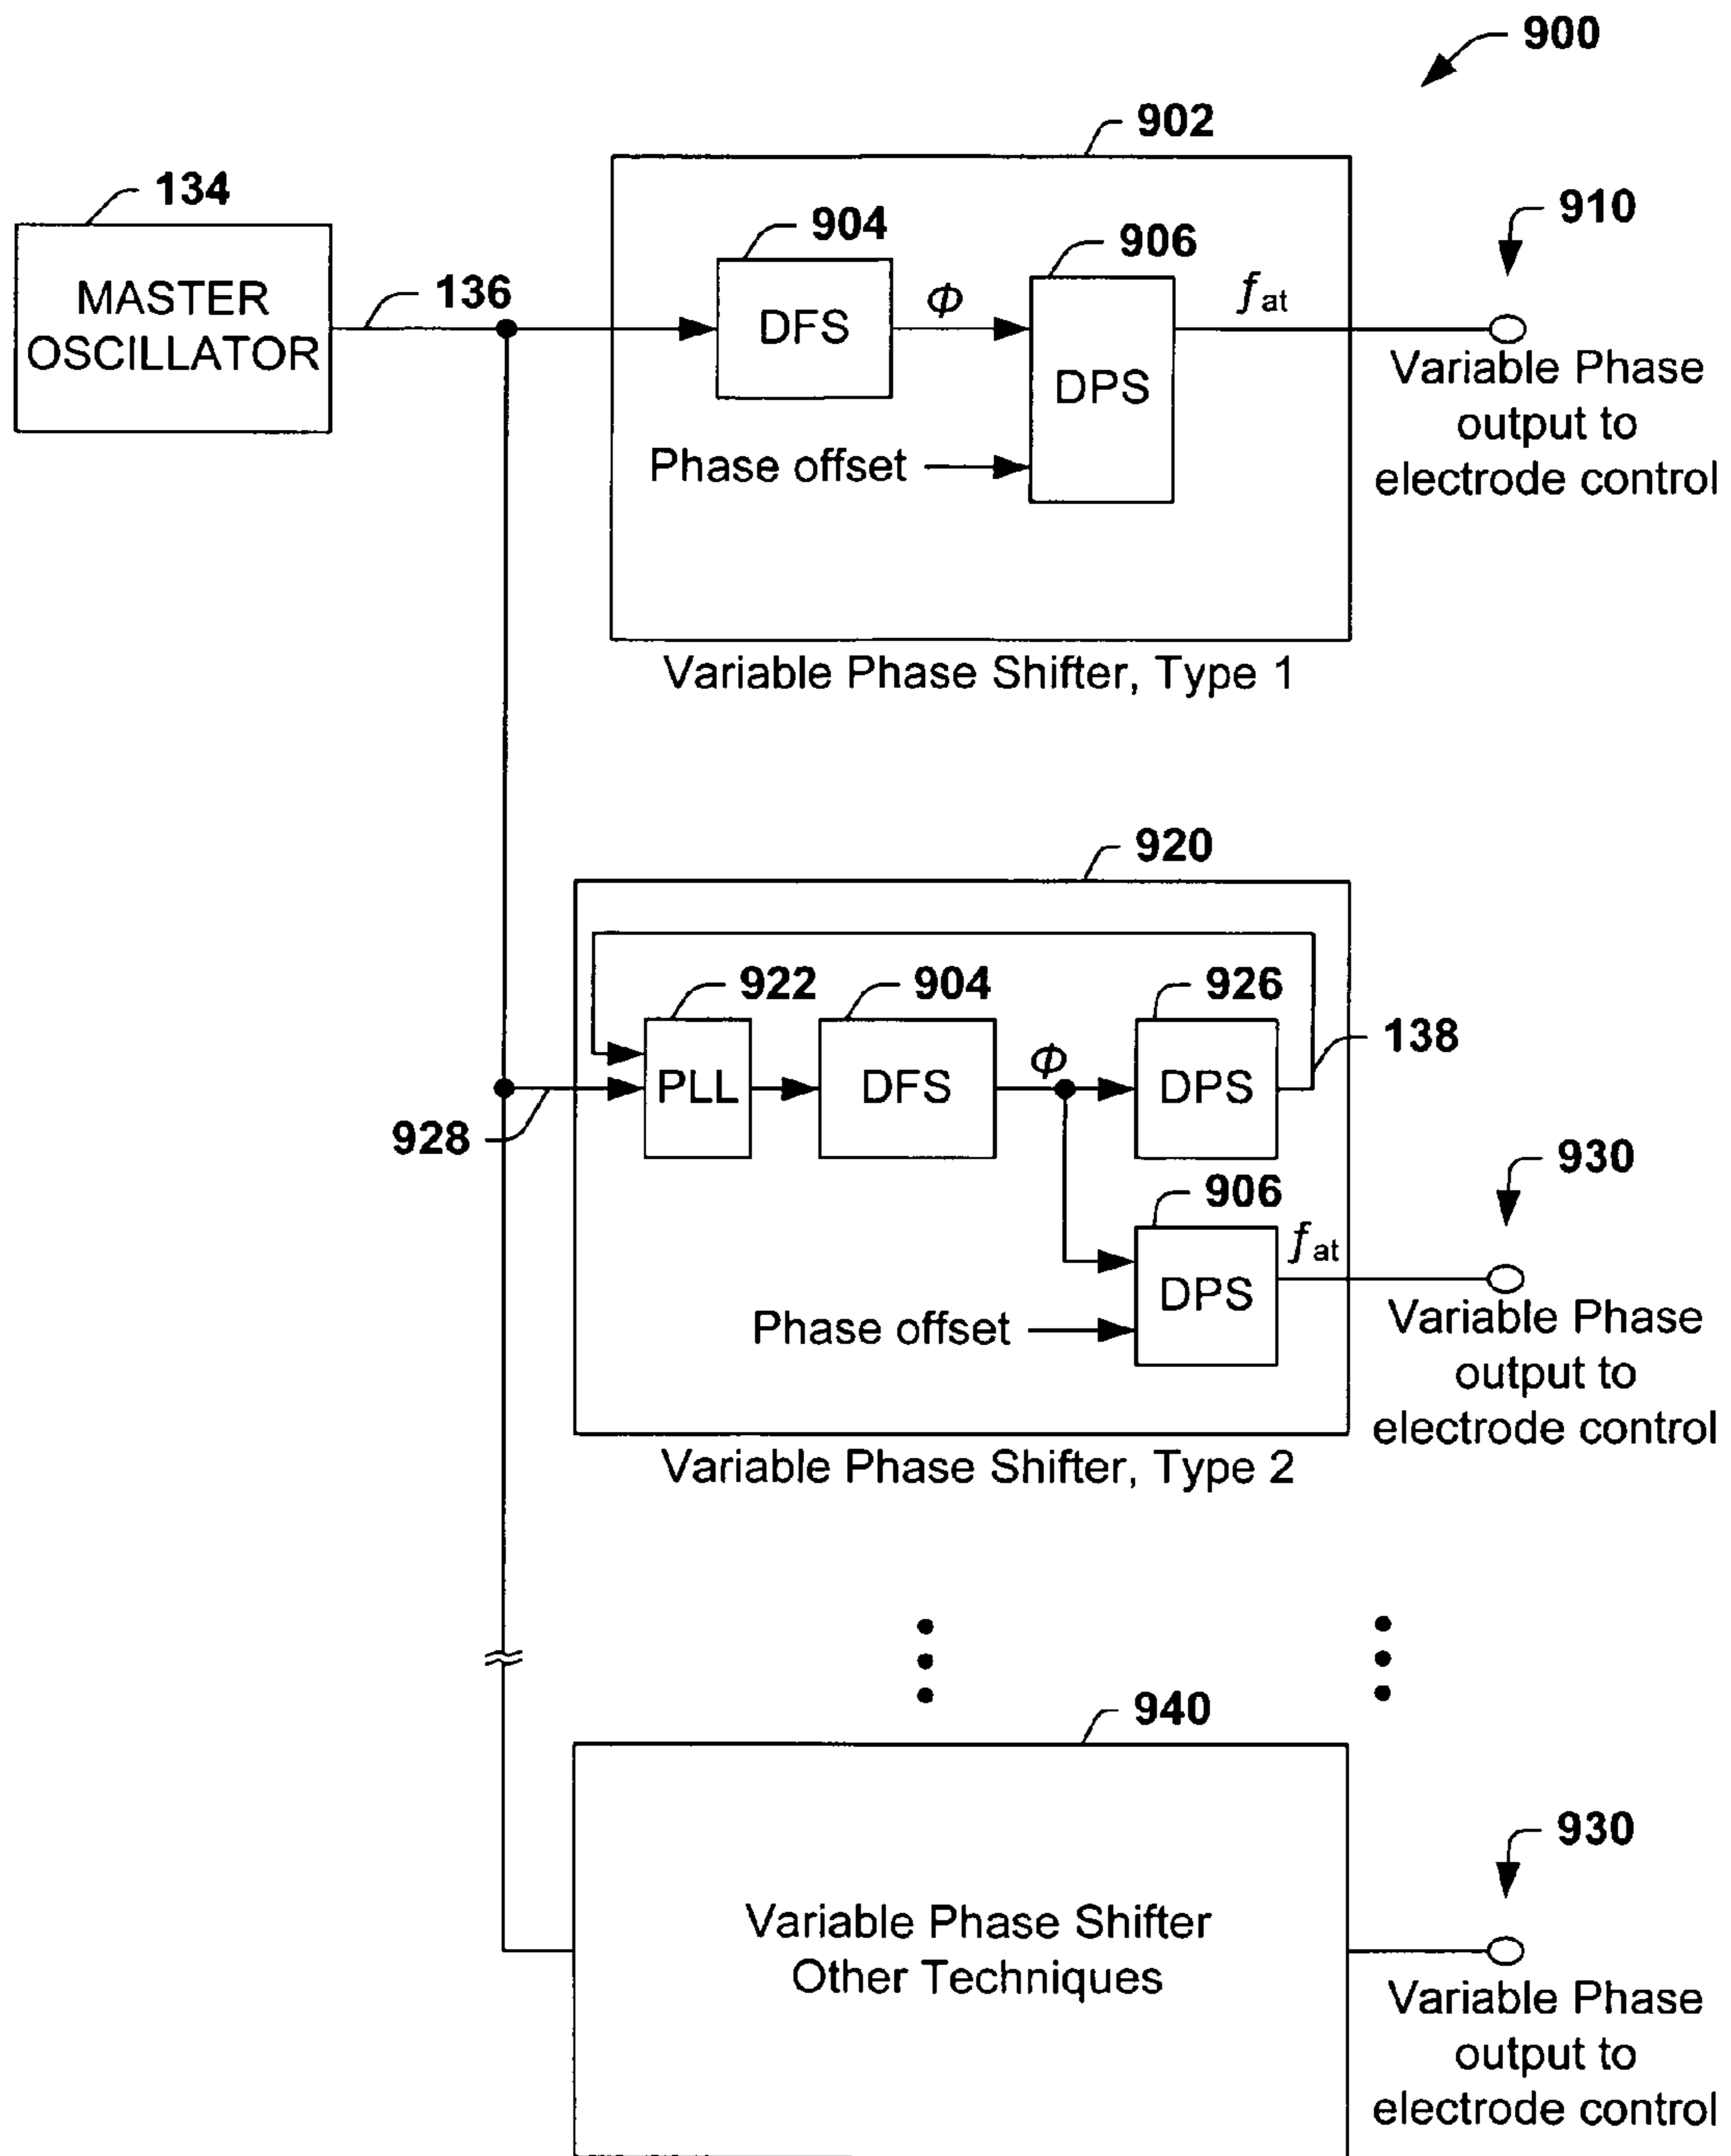 900
902
134
910
904
906
MASTER
OSCILLATOR
136
DFS
Φ
DPS
fat
Variable Phase
output to
electrode control
Phase offset
Variable Phase Shifter, Type 1
920
922
904
926
138
PLL
DFS
Φ
DPS
928
930
906
DPS
fat
Phase offset
Variable Phase
output to
electrode control
Variable Phase Shifter, Type 2
940
930
Variable Phase Shifter
Other Techniques
Variable Phase
output to
electrode control